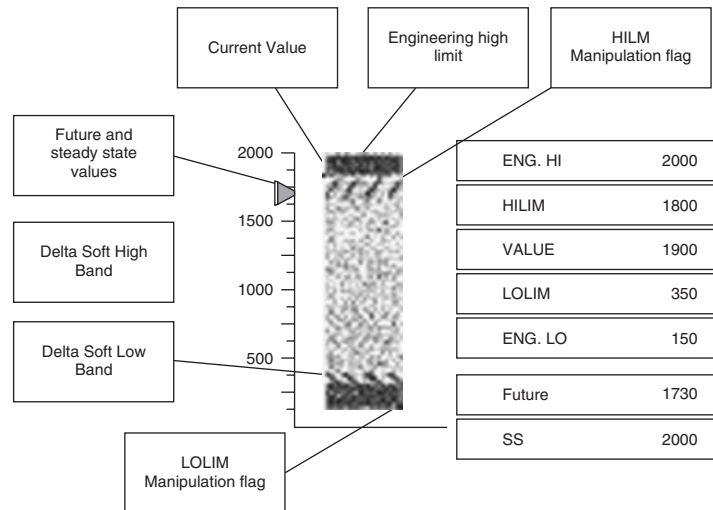 Current Value
Engineering high
limit
HILM
Manipulation flag
Future and
steady state
values
Delta Soft High
Band
Delta Soft Low
Band
LOLIM
Manipulation flag
2000
1500
1000
500
ENG. HI 2000
HILIM 1800
VALUE 1900
LOLIM 350
ENG. LO 150
Future 1730
SS 2000